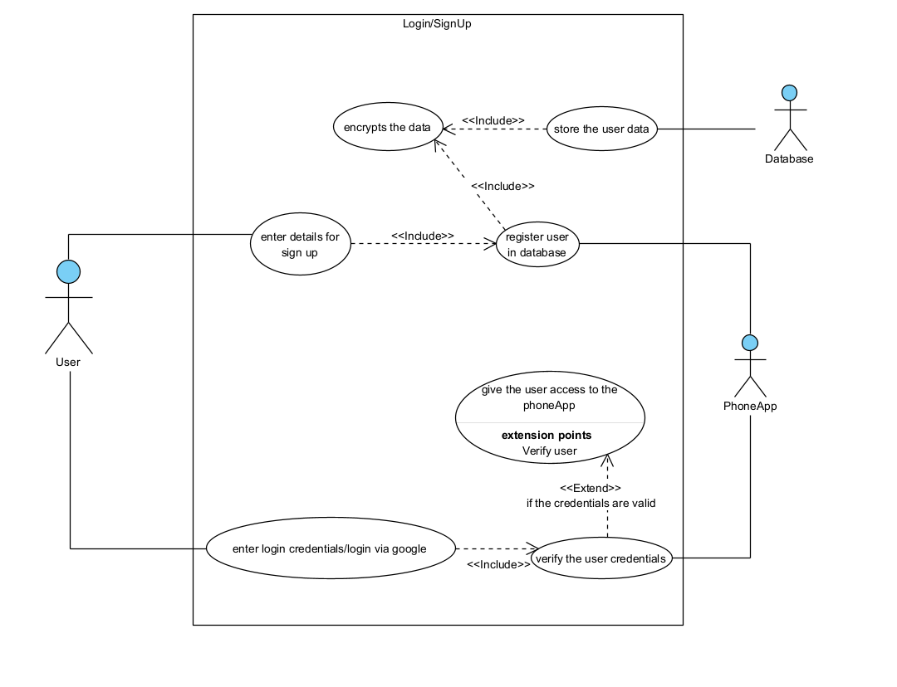 Login/SignUp
encrypts the data
<<Include>>
store the user data
Database
<<Include>>
enter details for
sign up
<<Include>>
register user
in database
User
PhoneApp
give the user access to the
phoneApp
extension points
Verify user
<<Extend>>
if the credentials are valid
enter login credentials/login via google
<<Include>>
verify the user credentials